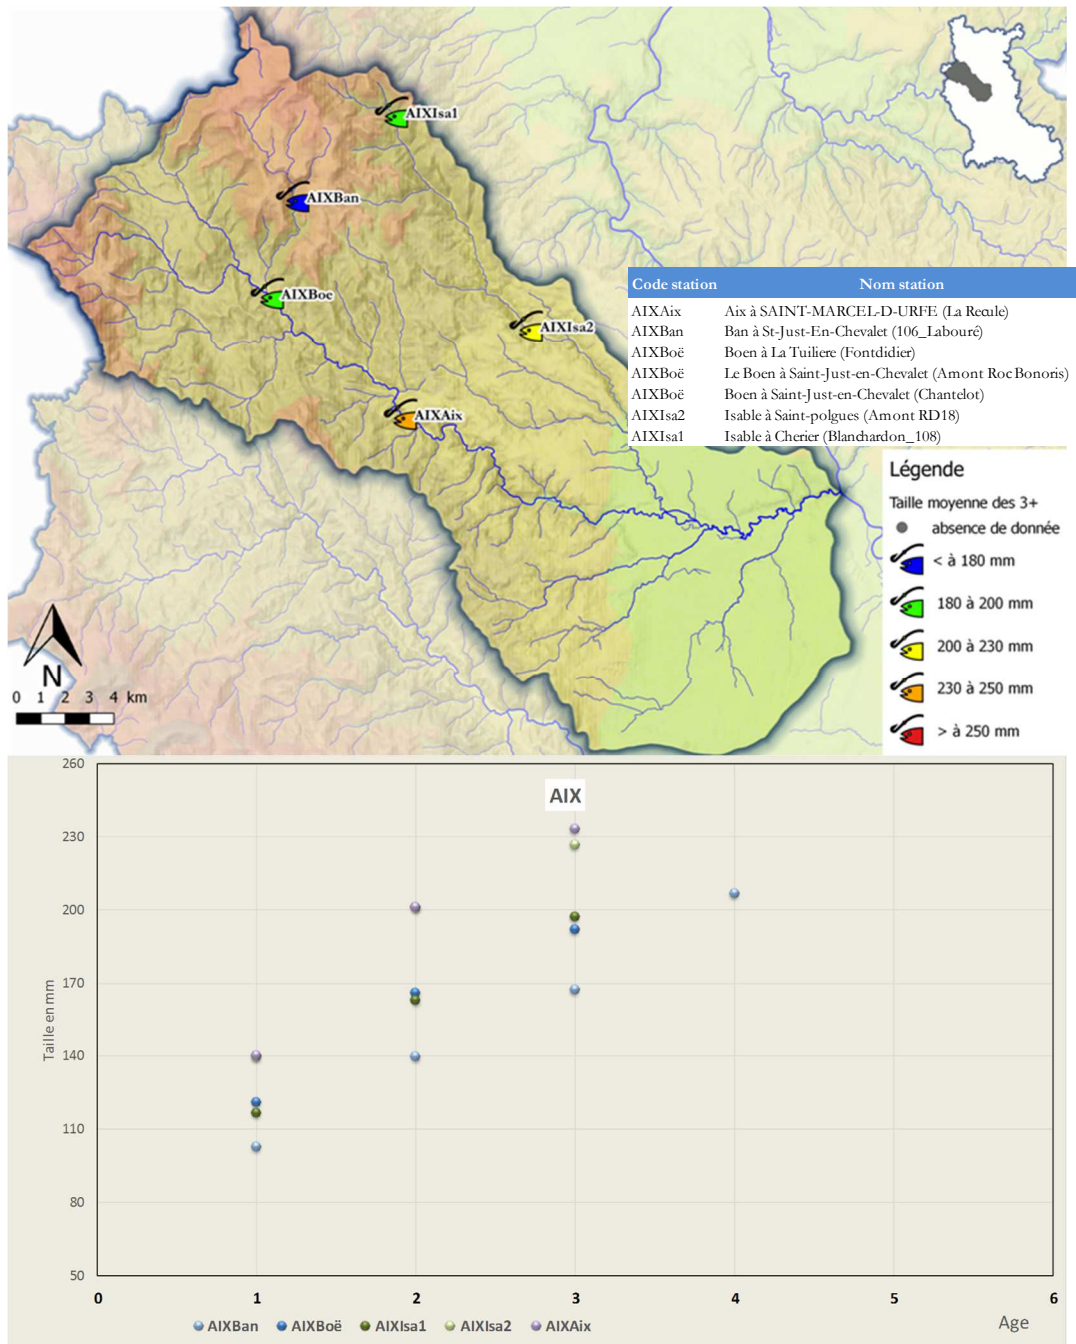 AIXIsa1
AIXBan
AIXBoe
AIXIsa2
AIXAix
Code station Nom station
AIXAix Aix à SAINT-MARCEL-D-URFE (La Recule)
AIXBan Ban à St-Just-En-Chevalet (106_Labouré)
AIXBoë Boen à La Tuiliere (Fontdidier)
AIXBoë Le Boen à Saint-Just-en-Chevalet (Amont Roc Bonoris)
AIXBoë Boen à Saint-Just-en-Chevalet (Chantelot)
AIXIsa2 Isable à Saint-polgues (Amont RD18)
AIXIsa1 Isable à Cherier (Blanchardon_108)
Légende
Taille moyenne des 3+
absence de donnée
< à 180 mm
180 à 200 mm
200 à 230 mm
230 à 250 mm
> à 250 mm
N
0 1 2 3 4 km
AIX
Taille en mm
260
230
200
170
140
110
80
50
0 1 2 3 4 5 6
Age
AIXBan AIXBoë AIXIsa1 AIXIsa2 AIXAix